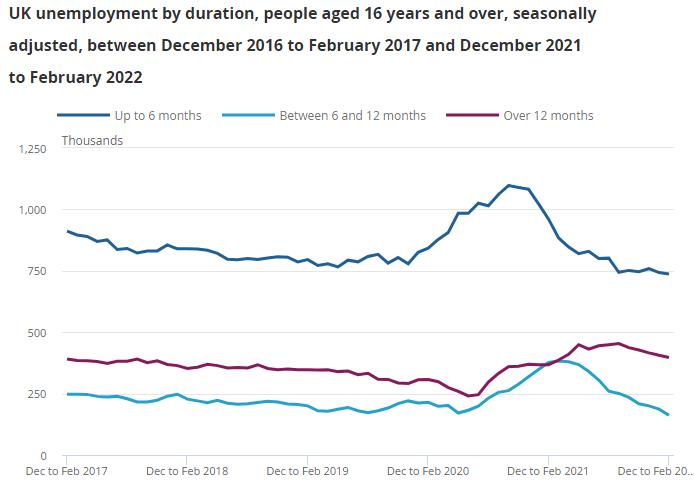 UK unemployment by duration, people aged 16 years and over, seasonally
adjusted, between December 2016 to February 2017 and December 2021
to February 2022
Up to 6 months Between 6 and 12 months Over 12 months
Thousands
1,250
1,000
750
500
250
0
Dec to Feb 2017 Dec to Feb 2018 Dec to Feb 2019 Dec to Feb 2020 Dec to Feb 2021 Dec to Feb 20...